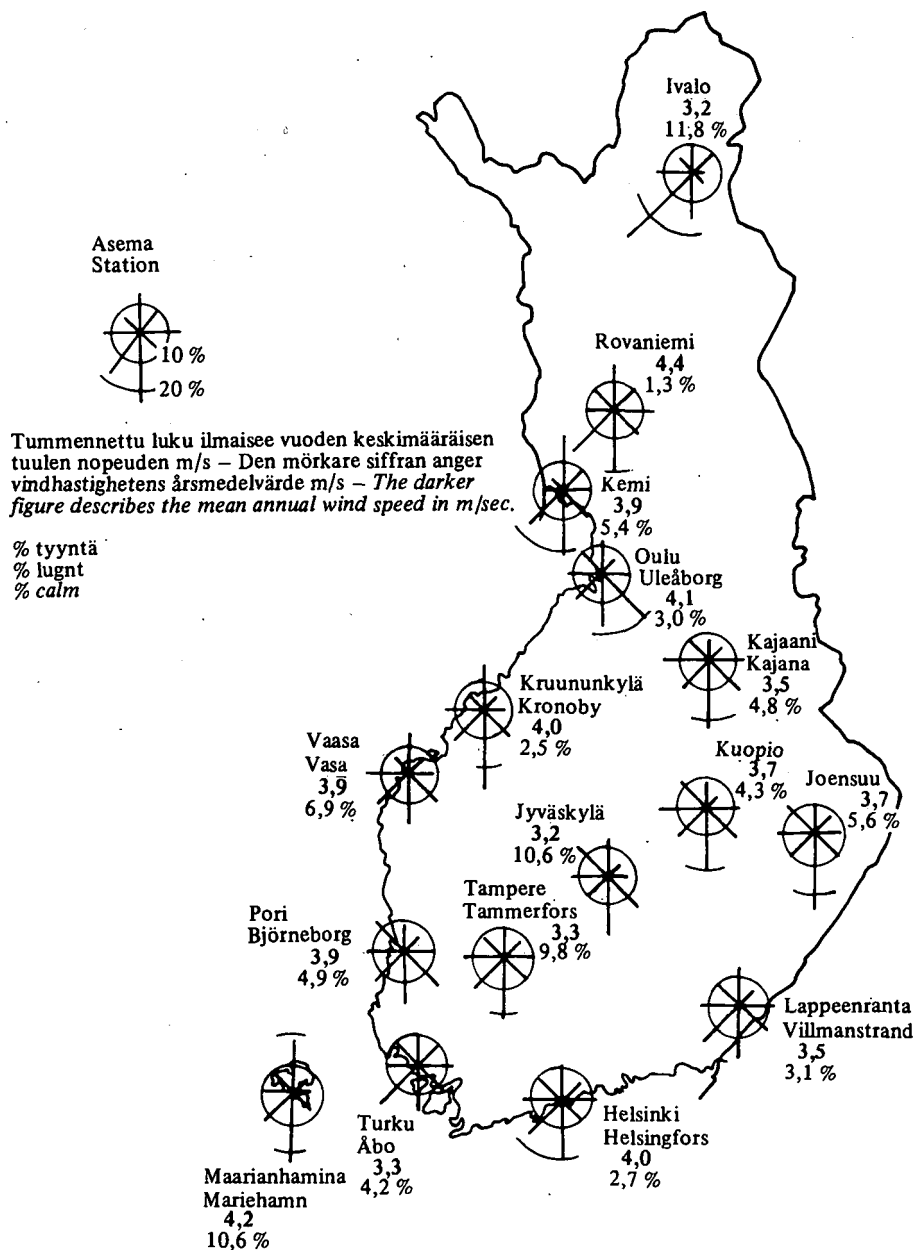 Ivalo
3,2
11,8 %
Asema
Station
10 %
20 %
Rovaniemi
4,4
1,3 %
Tummennettu luku ilmaisee vuoden keskimääräisen
tuulen nopeuden m/s – Den mörkare siffran anger
vindhastighetens årsmedelvärde m/s – The darker
figure describes the mean annual wind speed in m/sec.
% tyyntä
% lugnt
% calm
Kemi
3,9
5,4 %
Oulu
Uleåborg
4,1
3,0 %
Kajaani
Kajana
3,5
4,8 %
Kruununkylä
Kronoby
4,0
2,5 %
Vaasa
Vasa
3,9
6,9 %
Kuopio
3,7
4,3 %
Joensuu
3,7
5,6 %
Jyväskylä
3,2
10,6 %
Tampere
Tammerfors
3,3
9,8 %
Pori
Björneborg
3,9
4,9 %
Lappeenranta
Villmanstrand
3,5
3,1 %
Turku
Åbo
3,3
4,2 %
Helsinki
Helsingfors
4,0
2,7 %
Maarianhamina
Mariehamn
4,2
10,6 %